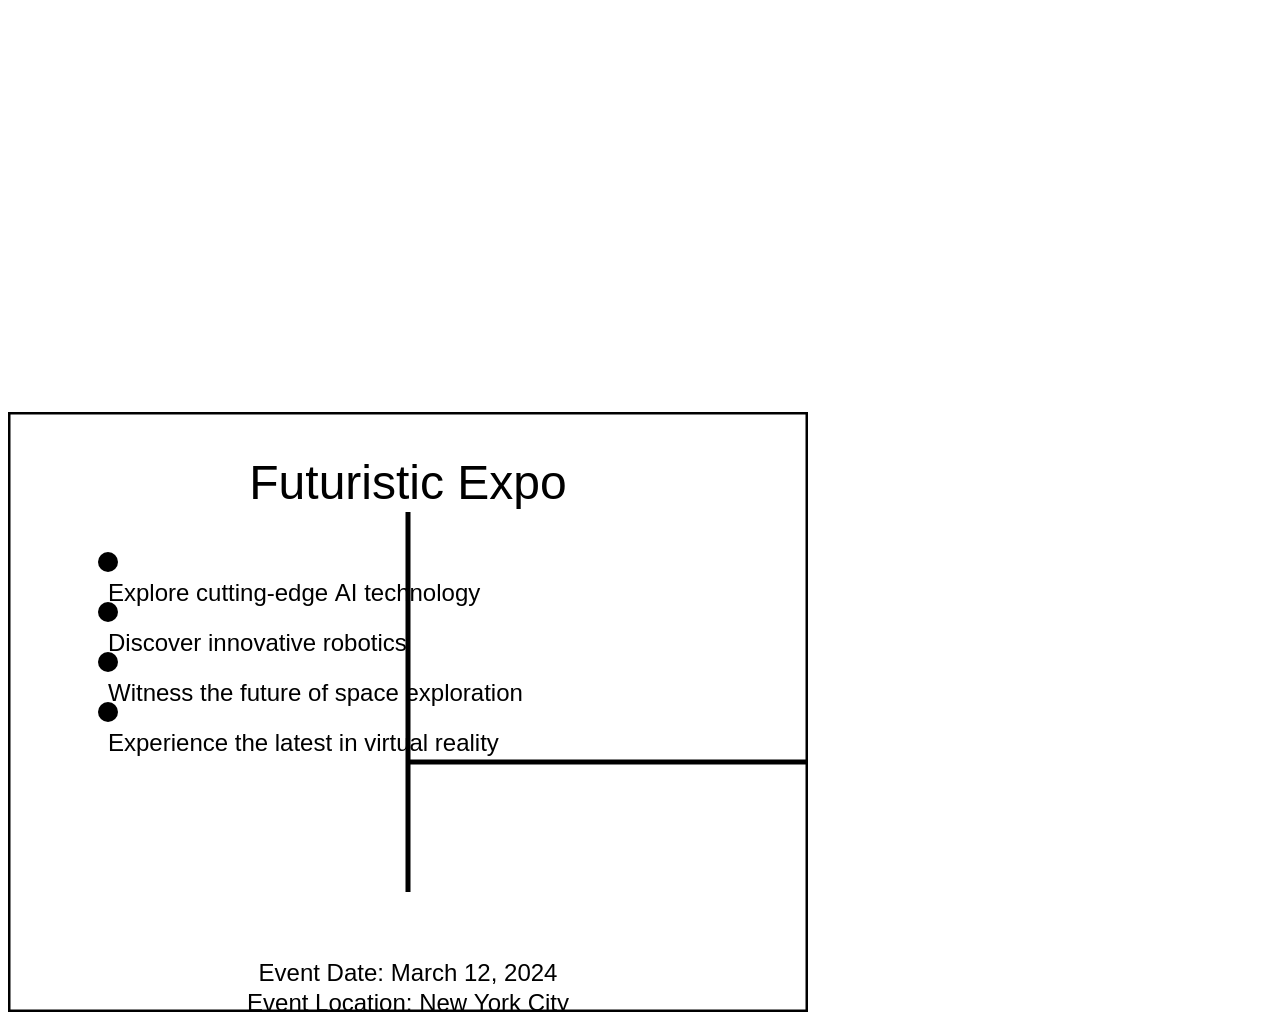 Futuristic Expo
Explore cutting-edge AI technology
Discover innovative robotics
Witness the future of space exploration
Experience the latest in virtual reality
Event Date: March 12, 2024
Event Location: New York City